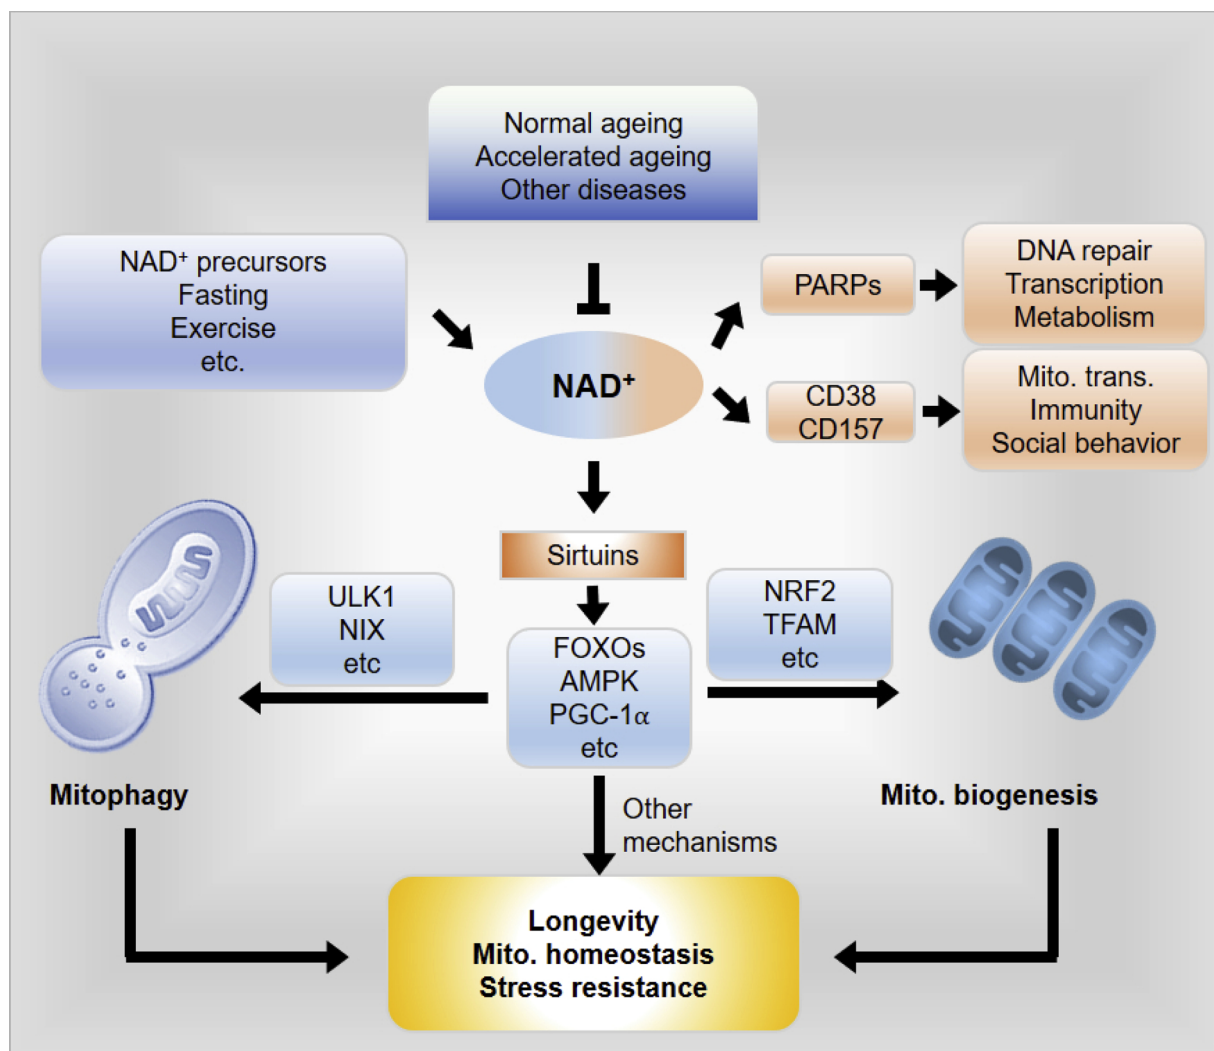 Normal ageing
Accelerated ageing
Other diseases
NAD⁺ precursors
Fasting
Exercise
etc.
NAD⁺
PARPs
DNA repair
Transcription
Metabolism
CD38
CD157
Mito. trans.
Immunity
Social behavior
Sirtuins
ULK1
NIX
etc
FOXOs
AMPK
PGC-1α
etc
NRF2
TFAM
etc
Mitophagy
Mito. biogenesis
Other
mechanisms
Longevity
Mito. homeostasis
Stress resistance